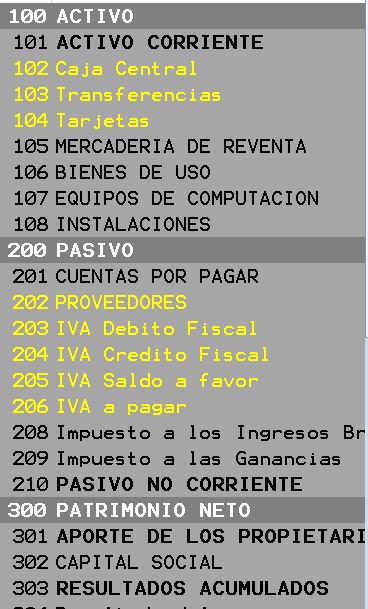 100 ACTIVO
101 ACTIVO CORRIENTE
102 Caja Central
103 Transferencias
104 Tarjetas
105 MERCADERIA DE REVENTA
106 BIENES DE USO
107 EQUIPOS DE COMPUTACION
108 INSTALACIONES
200 PASIVO
201 CUENTAS POR PAGAR
202 PROVEEDORES
203 IVA Debito Fiscal
204 IVA Credito Fiscal
205 IVA Saldo a favor
206 IVA a pagar
208 Impuesto a los Ingresos Br
209 Impuesto a las Ganancias
210 PASIVO NO CORRIENTE
300 PATRIMONIO NETO
301 APORTE DE LOS PROPIETARI
302 CAPITAL SOCIAL
303 RESULTADOS ACUMULADOS